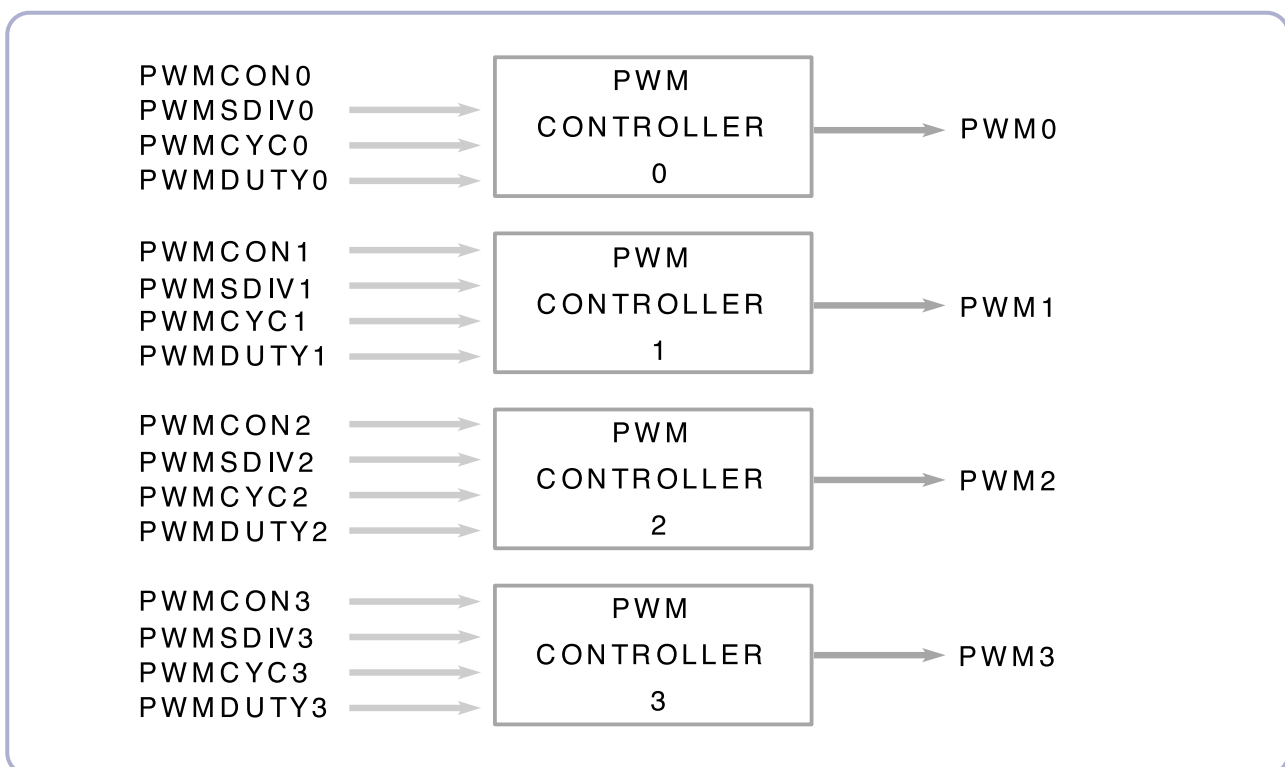 PWMCON0
PWMSDIV0
PWMCYC0
PWMDUTY0
PWM
CONTROLLER
0
PWM0
PWMCON1
PWMSDIV1
PWMCYC1
PWMDUTY1
PWM
CONTROLLER
1
PWM1
PWMCON2
PWMSDIV2
PWMCYC2
PWMDUTY2
PWM
CONTROLLER
2
PWM2
PWMCON3
PWMSDIV3
PWMCYC3
PWMDUTY3
PWM
CONTROLLER
3
PWM3